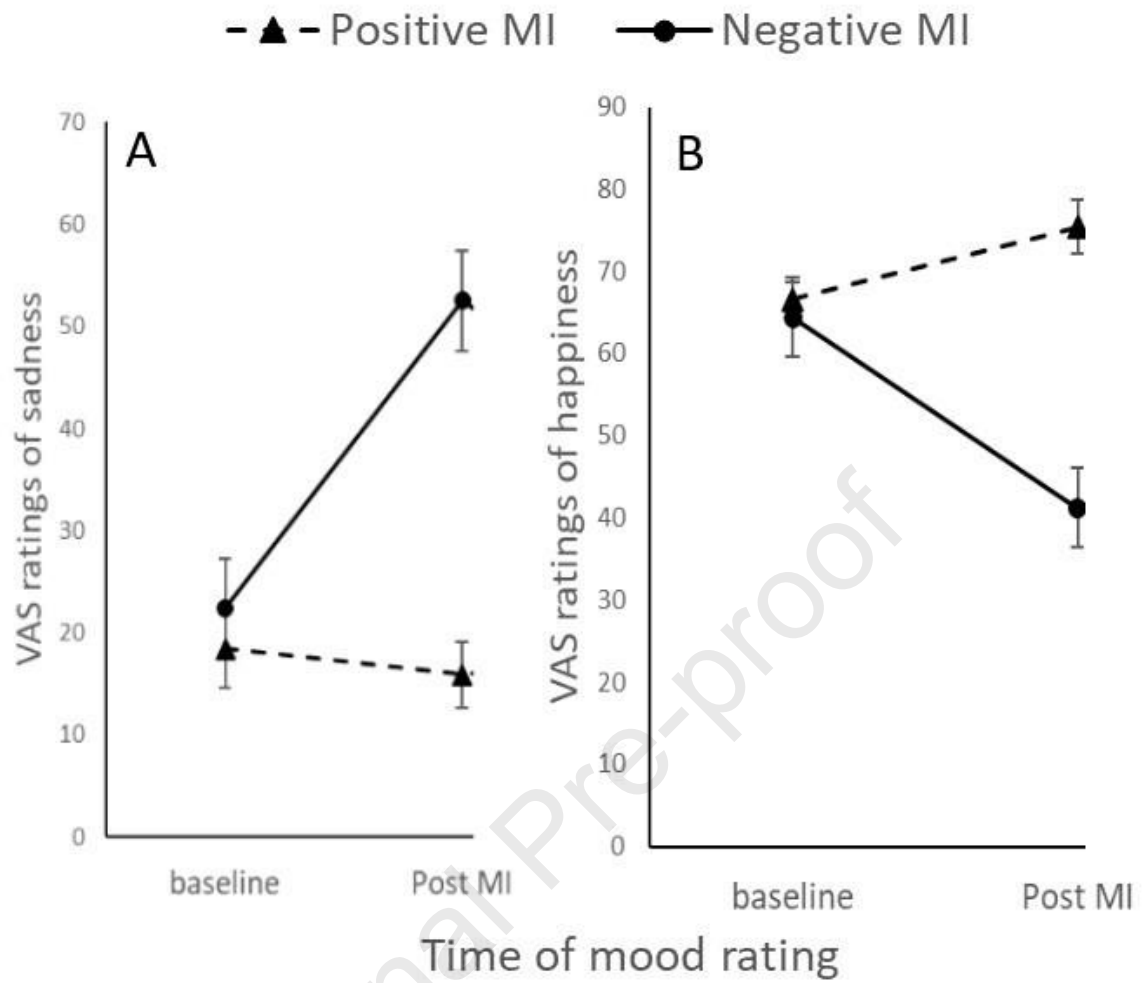 Positive MI Negative MI
A
70
60
50
40
30
20
10
0
VAS ratings of sadness
baseline Post MI
B
90
80
70
60
50
40
30
20
10
0
VAS ratings of happiness
baseline Post MI
Time of mood rating
nal Pre-proof